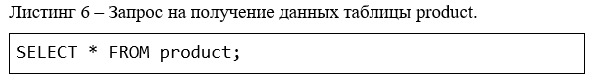 Листинг 6 – Запрос на получение данных таблицы product.
SELECT * FROM product;